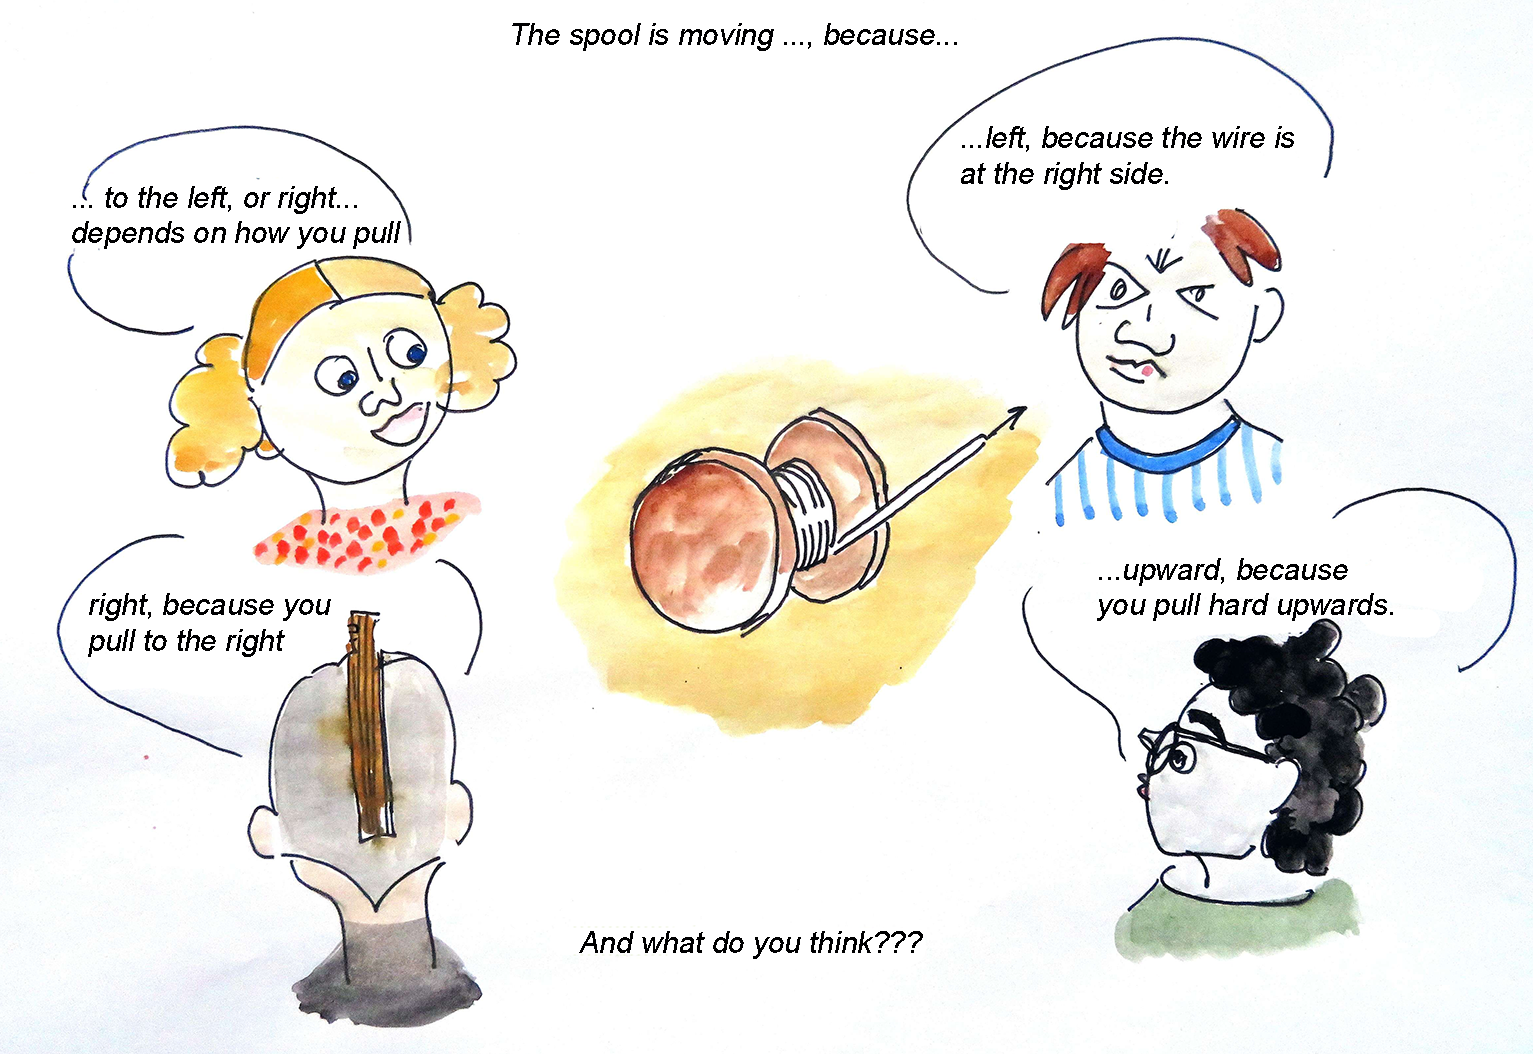 The spool is moving ..., because...
... to the left, or right...
depends on how you pull
...left, because the wire is
at the right side.
right, because you
pull to the right
...upward, because
you pull hard upwards.
And what do you think???